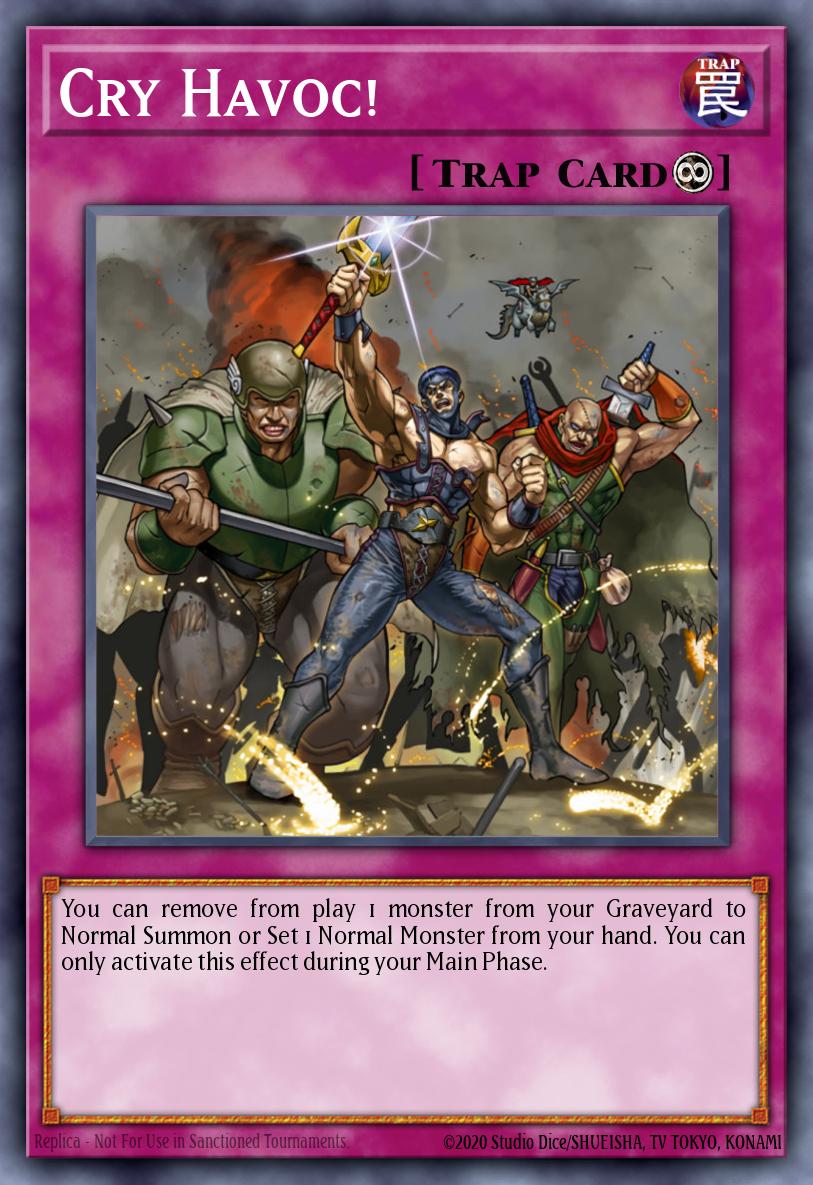 Cry Havoc!
TRAP
罠
[Trap Card]
You can remove from play 1 monster from your Graveyard to
Normal Summon or Set 1 Normal Monster from your hand. You can
only activate this effect during your Main Phase.
Replica - Not For Use in Sanctioned Tournaments.
©2020 Studio Dice/SHUEISHA, TV TOKYO, KONAMI